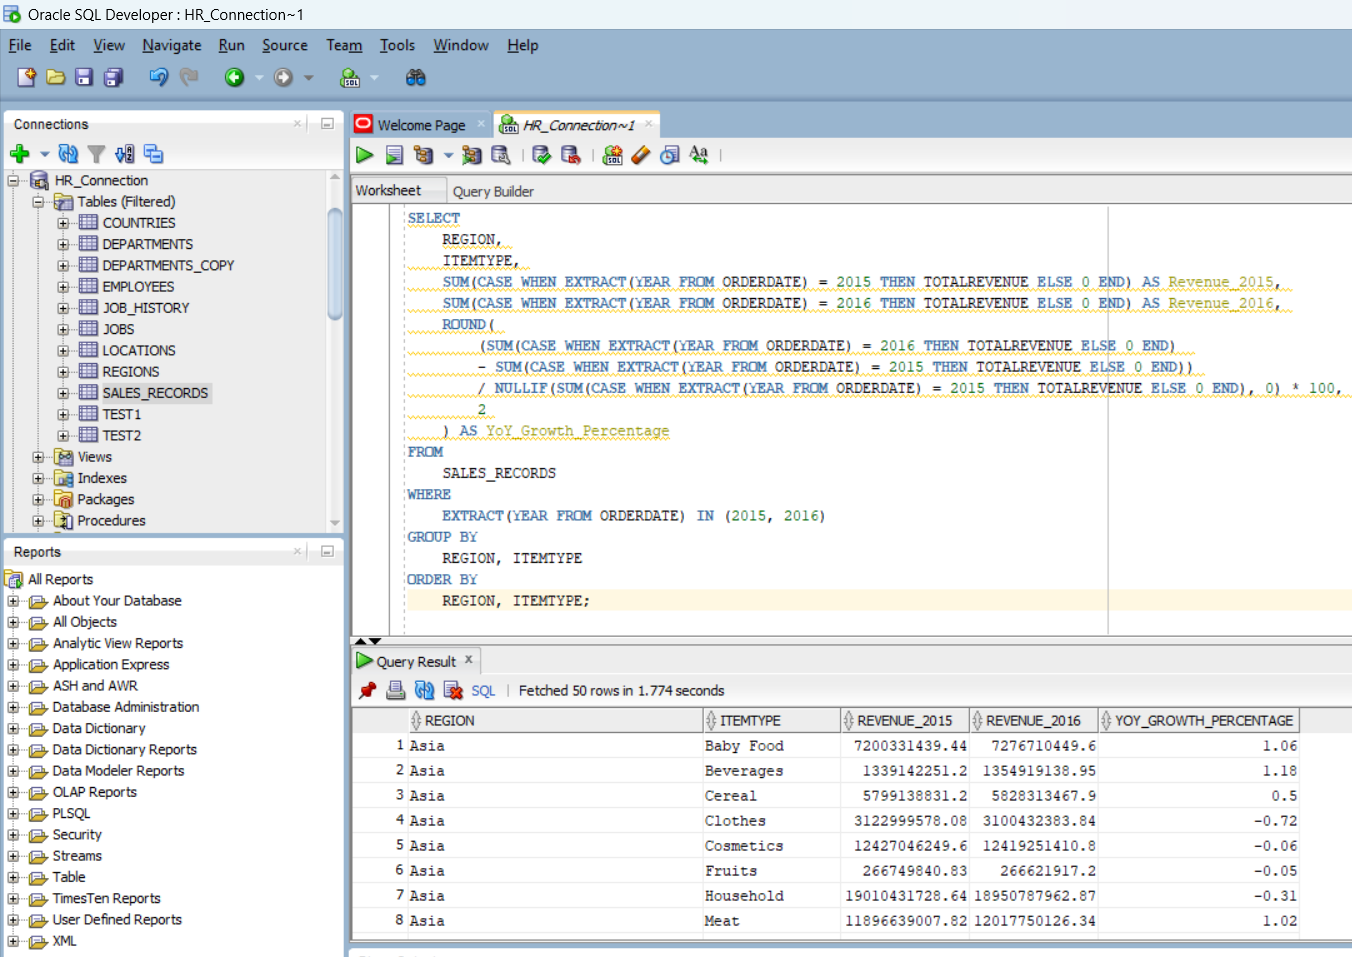 Oracle SQL Developer : HR_Connection~1
File Edit View Navigate Run Source Team Tools Window Help
Connections
HR_Connection
Tables (Filtered)
COUNTRIES
DEPARTMENTS
DEPARTMENTS_COPY
EMPLOYEES
JOB_HISTORY
JOBS
LOCATIONS
REGIONS
SALES_RECORDS
TEST1
TEST2
Views
Indexes
Packages
Procedures
Reports
All Reports
About Your Database
All Objects
Analytic View Reports
Application Express
ASH and AWR
Database Administration
Data Dictionary
Data Dictionary Reports
Data Modeler Reports
OLAP Reports
PLSQL
Security
Streams
Table
TimesTen Reports
User Defined Reports
XML
Welcome Page HR_Connection~1
Worksheet Query Builder
SELECT
REGION,
ITEMTYPE,
SUM(CASE WHEN EXTRACT(YEAR FROM ORDERDATE) = 2015 THEN TOTALREVENUE ELSE 0 END) AS Revenue_2015,
SUM(CASE WHEN EXTRACT(YEAR FROM ORDERDATE) = 2016 THEN TOTALREVENUE ELSE 0 END) AS Revenue_2016,
ROUND(
(SUM(CASE WHEN EXTRACT(YEAR FROM ORDERDATE) = 2016 THEN TOTALREVENUE ELSE 0 END)
- SUM(CASE WHEN EXTRACT(YEAR FROM ORDERDATE) = 2015 THEN TOTALREVENUE ELSE 0 END))
/ NULLIF(SUM(CASE WHEN EXTRACT(YEAR FROM ORDERDATE) = 2015 THEN TOTALREVENUE ELSE 0 END), 0) * 100,
2
) AS YoY_Growth_Percentage
FROM
SALES_RECORDS
WHERE
EXTRACT(YEAR FROM ORDERDATE) IN (2015, 2016)
GROUP BY
REGION, ITEMTYPE
ORDER BY
REGION, ITEMTYPE;
Query Result
SQL | Fetched 50 rows in 1.774 seconds
REGION ITEMTYPE REVENUE_2015 REVENUE_2016 YOY_GROWTH_PERCENTAGE
1 Asia Baby Food 7200331439.44 7276710449.6 1.06
2 Asia Beverages 1339142251.2 1354919138.95 1.18
3 Asia Cereal 5799138831.2 5828313467.9 0.5
4 Asia Clothes 3122999578.08 3100432383.84 -0.72
5 Asia Cosmetics 12427046249.6 12419251410.8 -0.06
6 Asia Fruits 266749840.83 266621917.2 -0.05
7 Asia Household 19010431728.64 18950787962.87 -0.31
8 Asia Meat 11896639007.82 12017750126.34 1.02